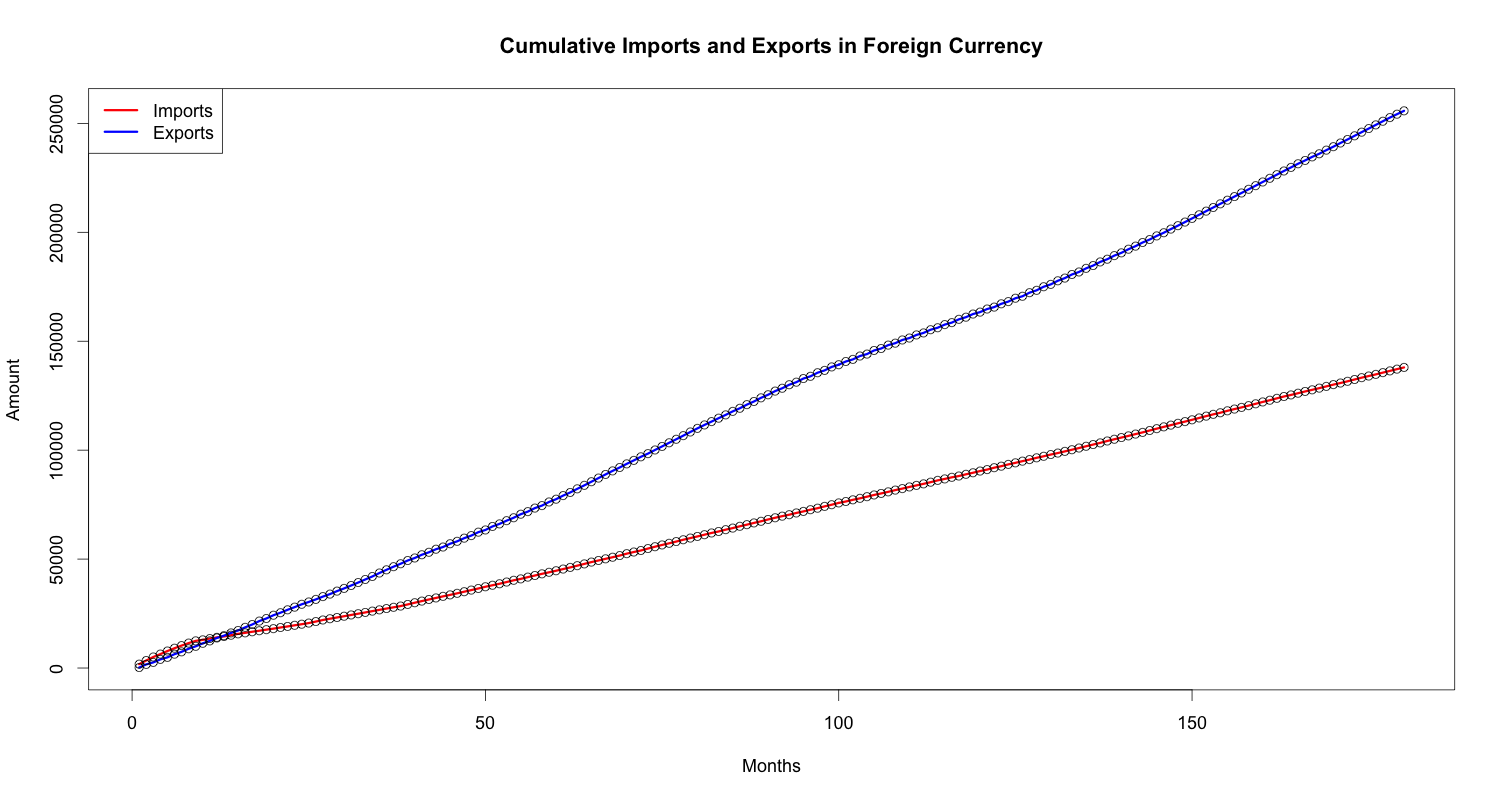 Cumulative Imports and Exports in Foreign Currency
Imports
Exports
Amount
250000
200000
150000
100000
50000
0
0 50 100 150
Months